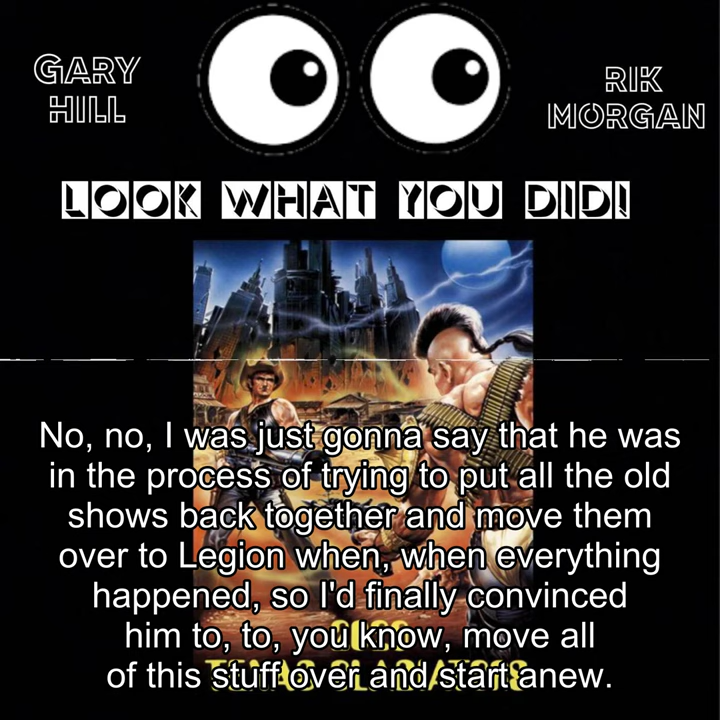 GARY
HILL
RIK
MORGAN
LOOK WHAT YOU DID!
No, no, I was just gonna say that he was
in the process of trying to put all the old
shows back together and move them
over to Legion when, when everything
happened, so I'd finally convinced
him to, to, you know, move all
of this stuff over and start anew.